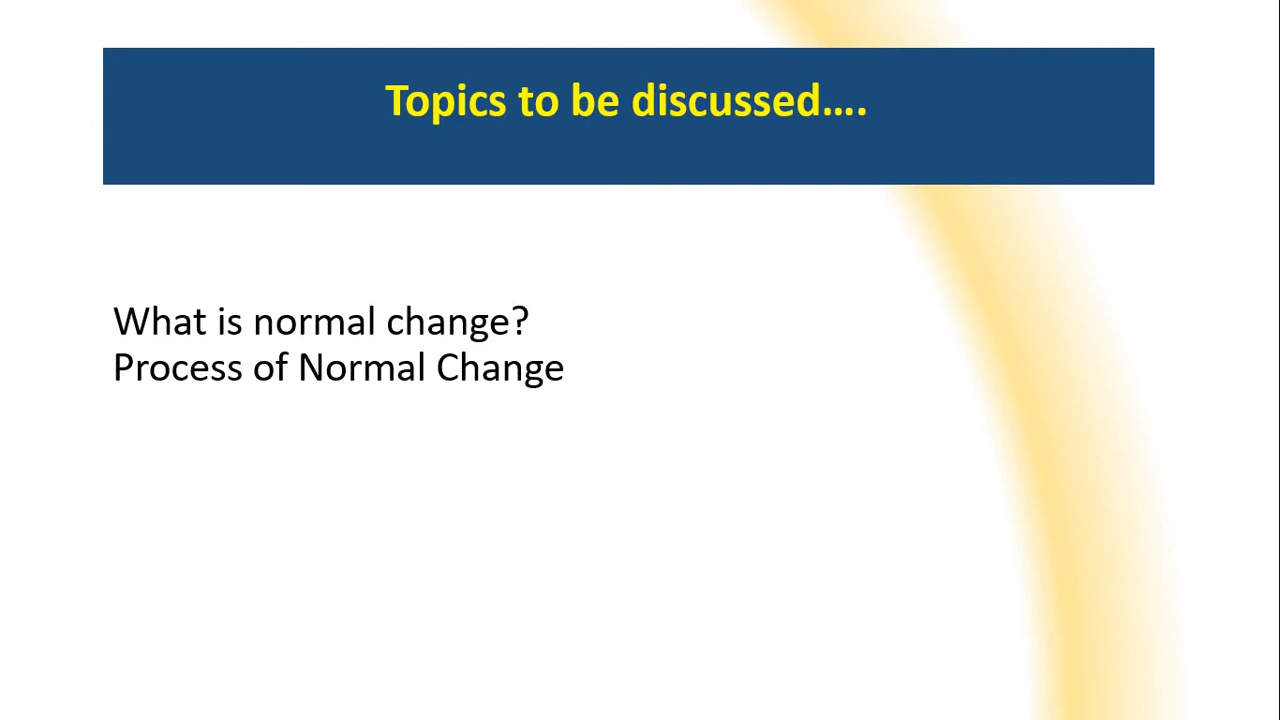 Topics to be discussed....
What is normal change?
Process of Normal Change